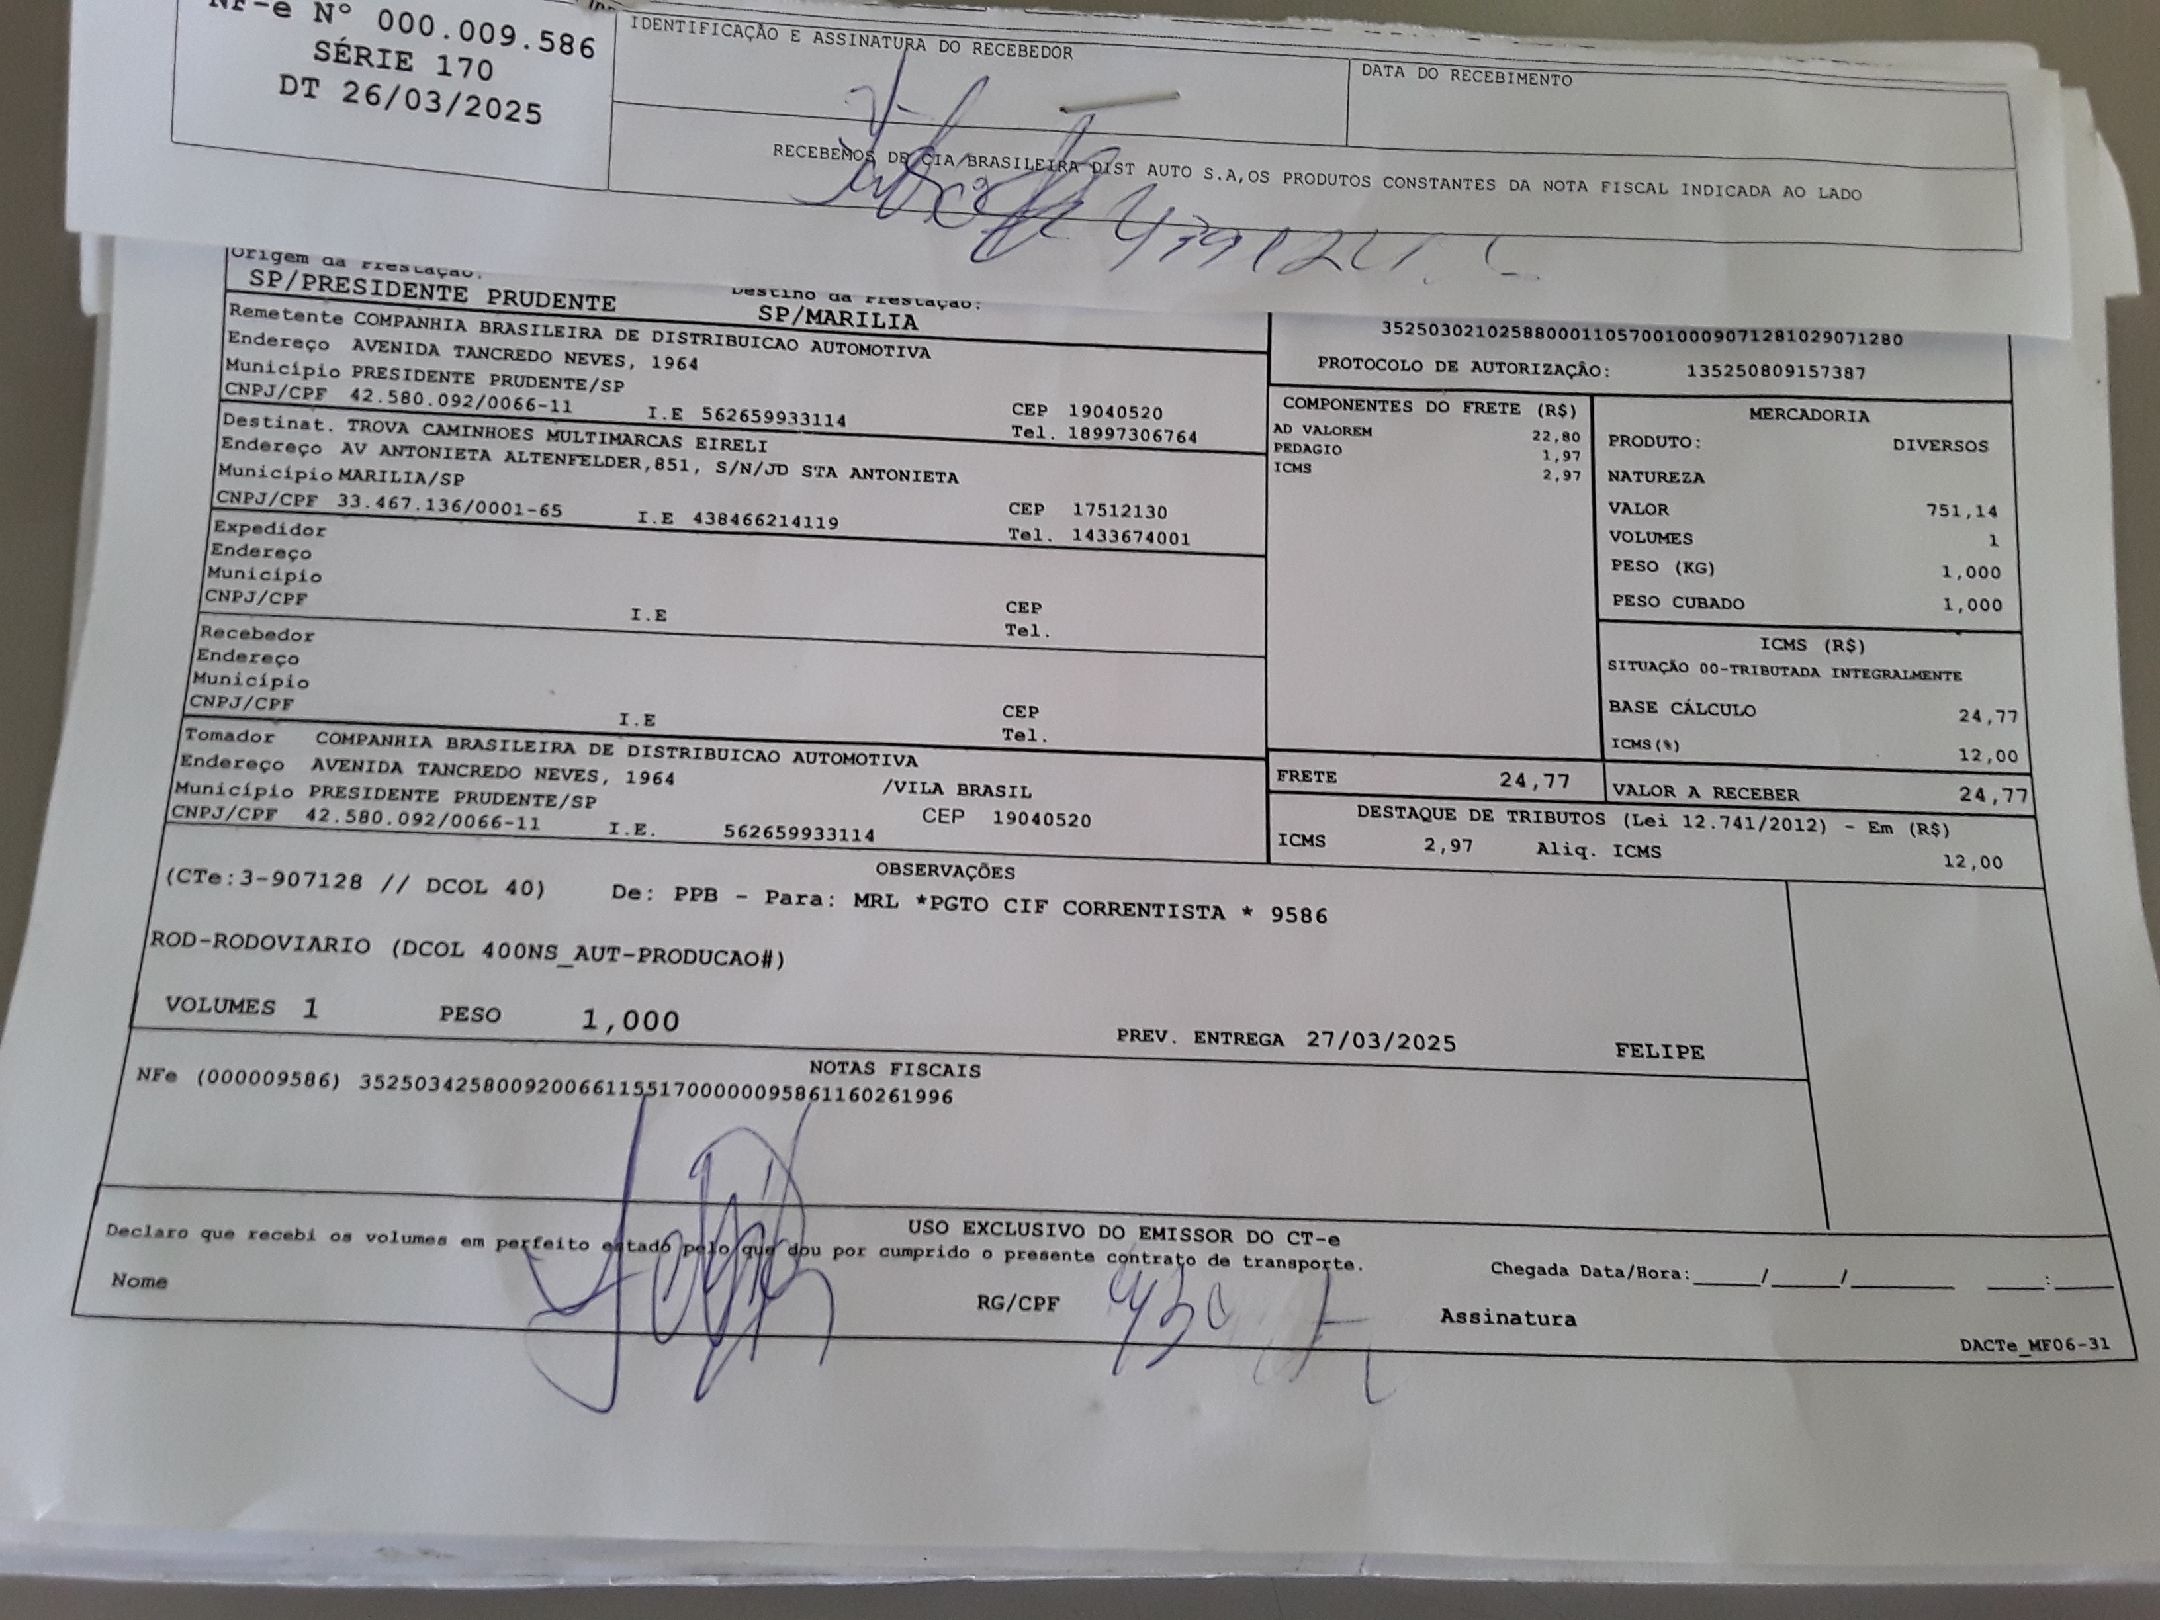 NF-e Nº 000.009.586
SÉRIE 170
DT 26/03/2025
IDENTIFICAÇÃO E ASSINATURA DO RECEBEDOR
DATA DO RECEBIMENTO
RECEBEMOS DE CIA BRASILEIRA DIST AUTO S.A,OS PRODUTOS CONSTANTES DA NOTA FISCAL INDICADA AO LADO
Origem da Prestação:
SP/PRESIDENTE PRUDENTE
Destino da Prestação:
SP/MARILIA
Remetente COMPANHIA BRASILEIRA DE DISTRIBUICAO AUTOMOTIVA
Endereço AVENIDA TANCREDO NEVES, 1964
Município PRESIDENTE PRUDENTE/SP
CEP 19040520
CNPJ/CPF 42.580.092/0066-11 I.E 562659933114
Tel. 18997306764
Destinat. TROVA CAMINHOES MULTIMARCAS EIRELI
Endereço AV ANTONIETA ALTENFELDER,851, S/N/JD STA ANTONIETA
Município MARILIA/SP
CEP 17512130
CNPJ/CPF 33.467.136/0001-65 I.E 438466214119
Tel. 1433674001
Expedidor
Endereço
Município
CEP
CNPJ/CPF I.E
Tel.
Recebedor
Endereço
Município
CEP
CNPJ/CPF I.E
Tel.
Tomador COMPANHIA BRASILEIRA DE DISTRIBUICAO AUTOMOTIVA
Endereço AVENIDA TANCREDO NEVES, 1964 /VILA BRASIL
Município PRESIDENTE PRUDENTE/SP
CEP 19040520
CNPJ/CPF 42.580.092/0066-11 I.E. 562659933114
35250302102588000110570010009071281029071280
PROTOCOLO DE AUTORIZAÇÂO: 135250809157387
COMPONENTES DO FRETE (R$)
AD VALOREM 22,80
PEDAGIO 1,97
ICMS 2,97
MERCADORIA
PRODUTO: DIVERSOS
NATUREZA
VALOR 751,14
VOLUMES 1
PESO (KG) 1,000
PESO CUBADO 1,000
ICMS (R$)
SITUAÇÃO 00-TRIBUTADA INTEGRALMENTE
BASE CÁLCULO 24,77
ICMS(%) 12,00
FRETE 24,77
VALOR A RECEBER 24,77
DESTAQUE DE TRIBUTOS (Lei 12.741/2012) - Em (R$)
ICMS 2,97 Aliq. ICMS 12,00
OBSERVAÇÕES
(CTe:3-907128 // DCOL 40) De: PPB - Para: MRL *PGTO CIF CORRENTISTA * 9586
ROD-RODOVIARIO (DCOL 400NS_AUT-PRODUCAO#)
VOLUMES 1 PESO 1,000 PREV. ENTREGA 27/03/2025 FELIPE
NOTAS FISCAIS
NFe (000009586) 35250342580092006611551700000095861160261996
USO EXCLUSIVO DO EMISSOR DO CT-e
Declaro que recebi os volumes em perfeito estado pelo que dou por cumprido o presente contrato de transporte.
Chegada Data/Hora:_____/_____/_______ ____:____
Nome RG/CPF Assinatura
DACTe_MF06-31